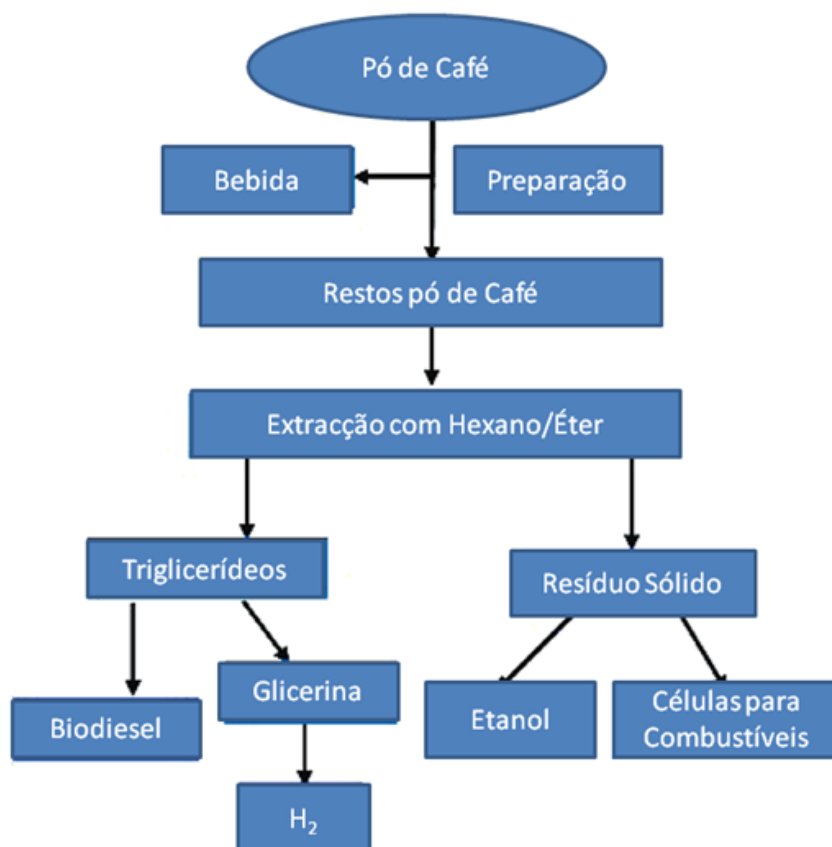 Pó de Café
Bebida
Preparação
Restos pó de Café
Extracção com Hexano/Éter
Triglicerídeos
Resíduo Sólido
Biodiesel
Glicerina
Etanol
Células para
Combustíveis
H₂